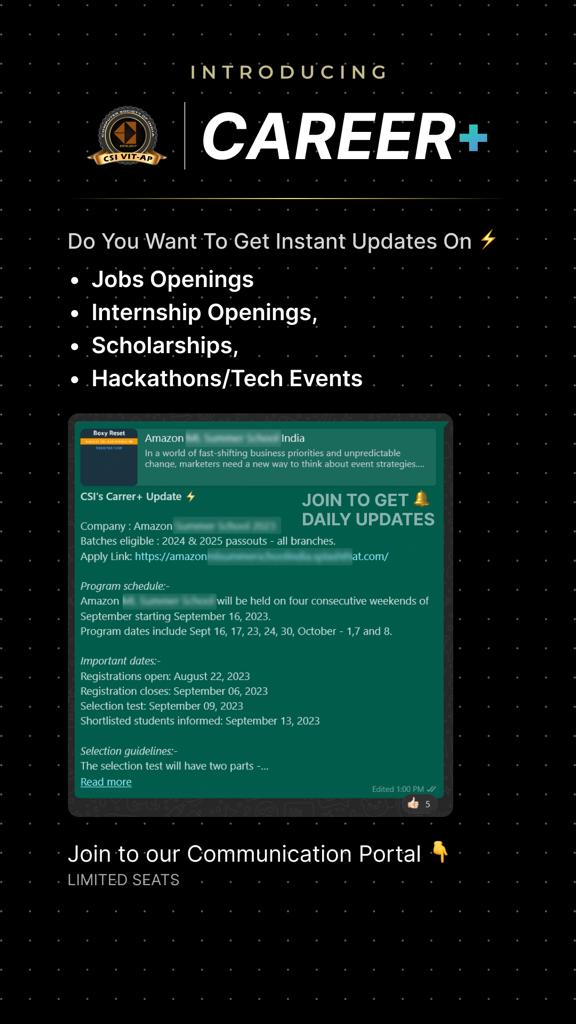 INTRODUCING
CSI VIT-AP
CAREER+
Do You Want To Get Instant Updates On ⚡
• Jobs Openings
• Internship Openings,
• Scholarships,
• Hackathons/Tech Events
Boxy Reset
Amazon India
In a world of fast-shifting business priorities and unpredictable
change, marketers need a new way to think about event strategies....
CSI's Carrer+ Update ⚡
JOIN TO GET 🔔
DAILY UPDATES
Company : Amazon
Batches eligible : 2024 & 2025 passouts - all branches.
Apply Link: https://amazon at.com/
Program schedule:-
Amazon will be held on four consecutive weekends of
September starting September 16, 2023.
Program dates include Sept 16, 17, 23, 24, 30, October - 1,7 and 8.
Important dates:-
Registrations open: August 22, 2023
Registration closes: September 06, 2023
Selection test: September 09, 2023
Shortlisted students informed: September 13, 2023
Selection guidelines:-
The selection test will have two parts -...
Read more
Edited 1:00 PM
👍🏻 5
Join to our Communication Portal 👇
LIMITED SEATS